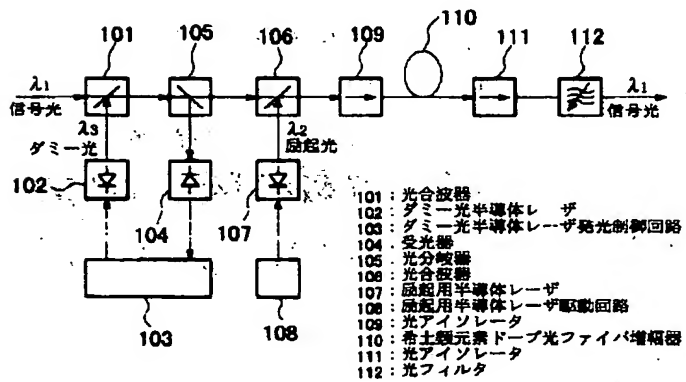 101 105 106 109 110 111 112
λ1 信号光
λ3 ダミー光
λ2 励起光
λ1 信号光
102 104 107
103 108
101：光合波器
102：ダミー光半導体レーザ
103：ダミー光半導体レーザー発光制御回路
104：受光器
105：光分岐器
106：光合波器
107：励起用半導体レーザ
108：励起用半導体レーザ駆動回路
109：光アイソレータ
110：希土類元素ドープ光ファイバ増幅器
111：光アイソレータ
112：光フィルタ